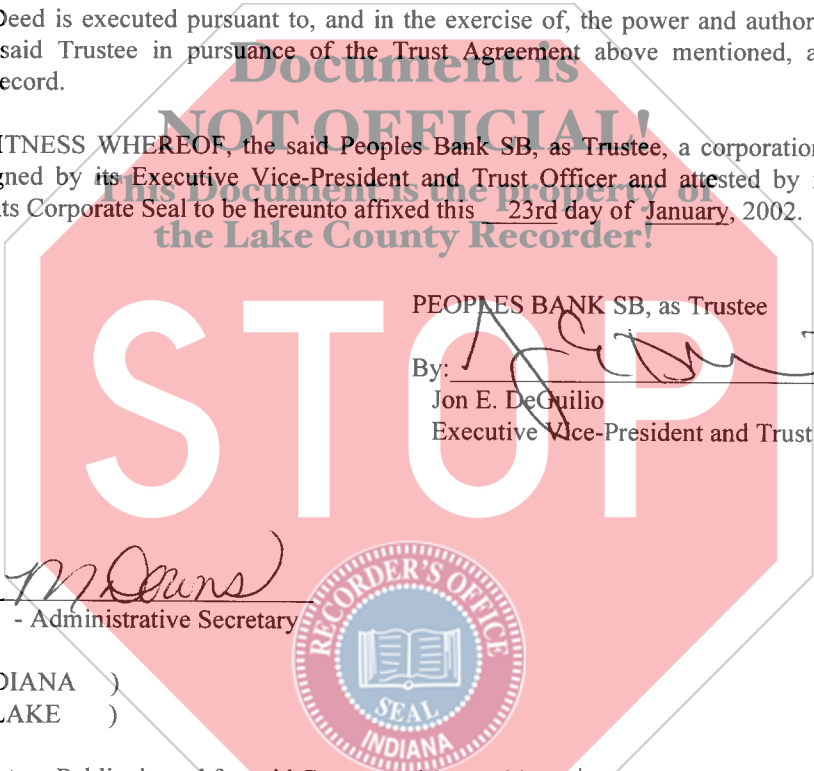 Deed is executed pursuant to, and in the exercise of, the power and author
said Trustee in pursuance of the Trust Agreement above mentioned, a
ecord.
Document is
NOT OFFICIAL!
This Document is the property of
the Lake County Recorder!
ITNESS WHEREOF, the said Peoples Bank SB, as Trustee, a corporation
gned by its Executive Vice-President and Trust Officer and attested by
ts Corporate Seal to be hereunto affixed this 23rd day of January, 2002.
STOP
PEOPLES BANK SB, as Trustee
By:
Jon E. DeGuilio
Executive Vice-President and Trust
M Downs
- Administrative Secretary
DIANA )
LAKE )
RECORDER'S OFFICE
SEAL
INDIANA